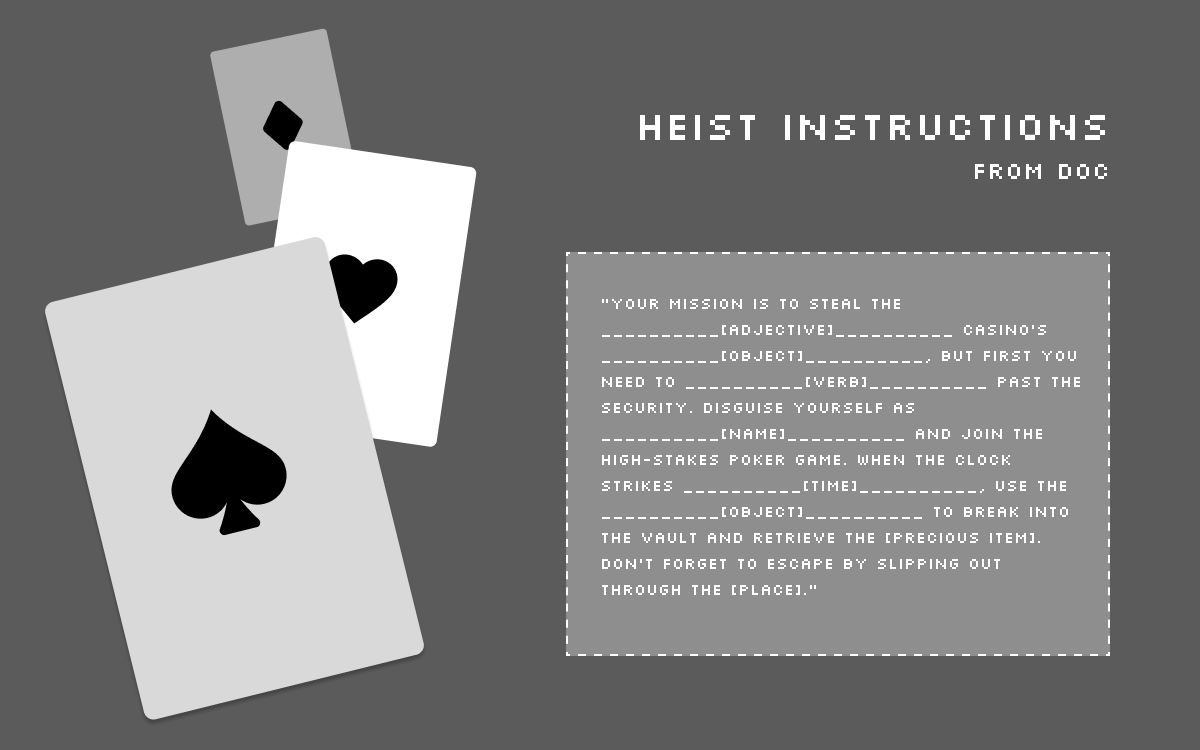 HEIST INSTRUCTIONS
FROM DOC
"YOUR MISSION IS TO STEAL THE
__________[ADJECTIVE]__________ CASINO'S
__________[OBJECT]__________, BUT FIRST YOU
NEED TO __________[VERB]__________ PAST THE
SECURITY. DISGUISE YOURSELF AS
__________[NAME]__________ AND JOIN THE
HIGH-STAKES POKER GAME. WHEN THE CLOCK
STRIKES __________[TIME]__________, USE THE
__________[OBJECT]__________ TO BREAK INTO
THE VAULT AND RETRIEVE THE [PRECIOUS ITEM].
DON'T FORGET TO ESCAPE BY SLIPPING OUT
THROUGH THE [PLACE]."